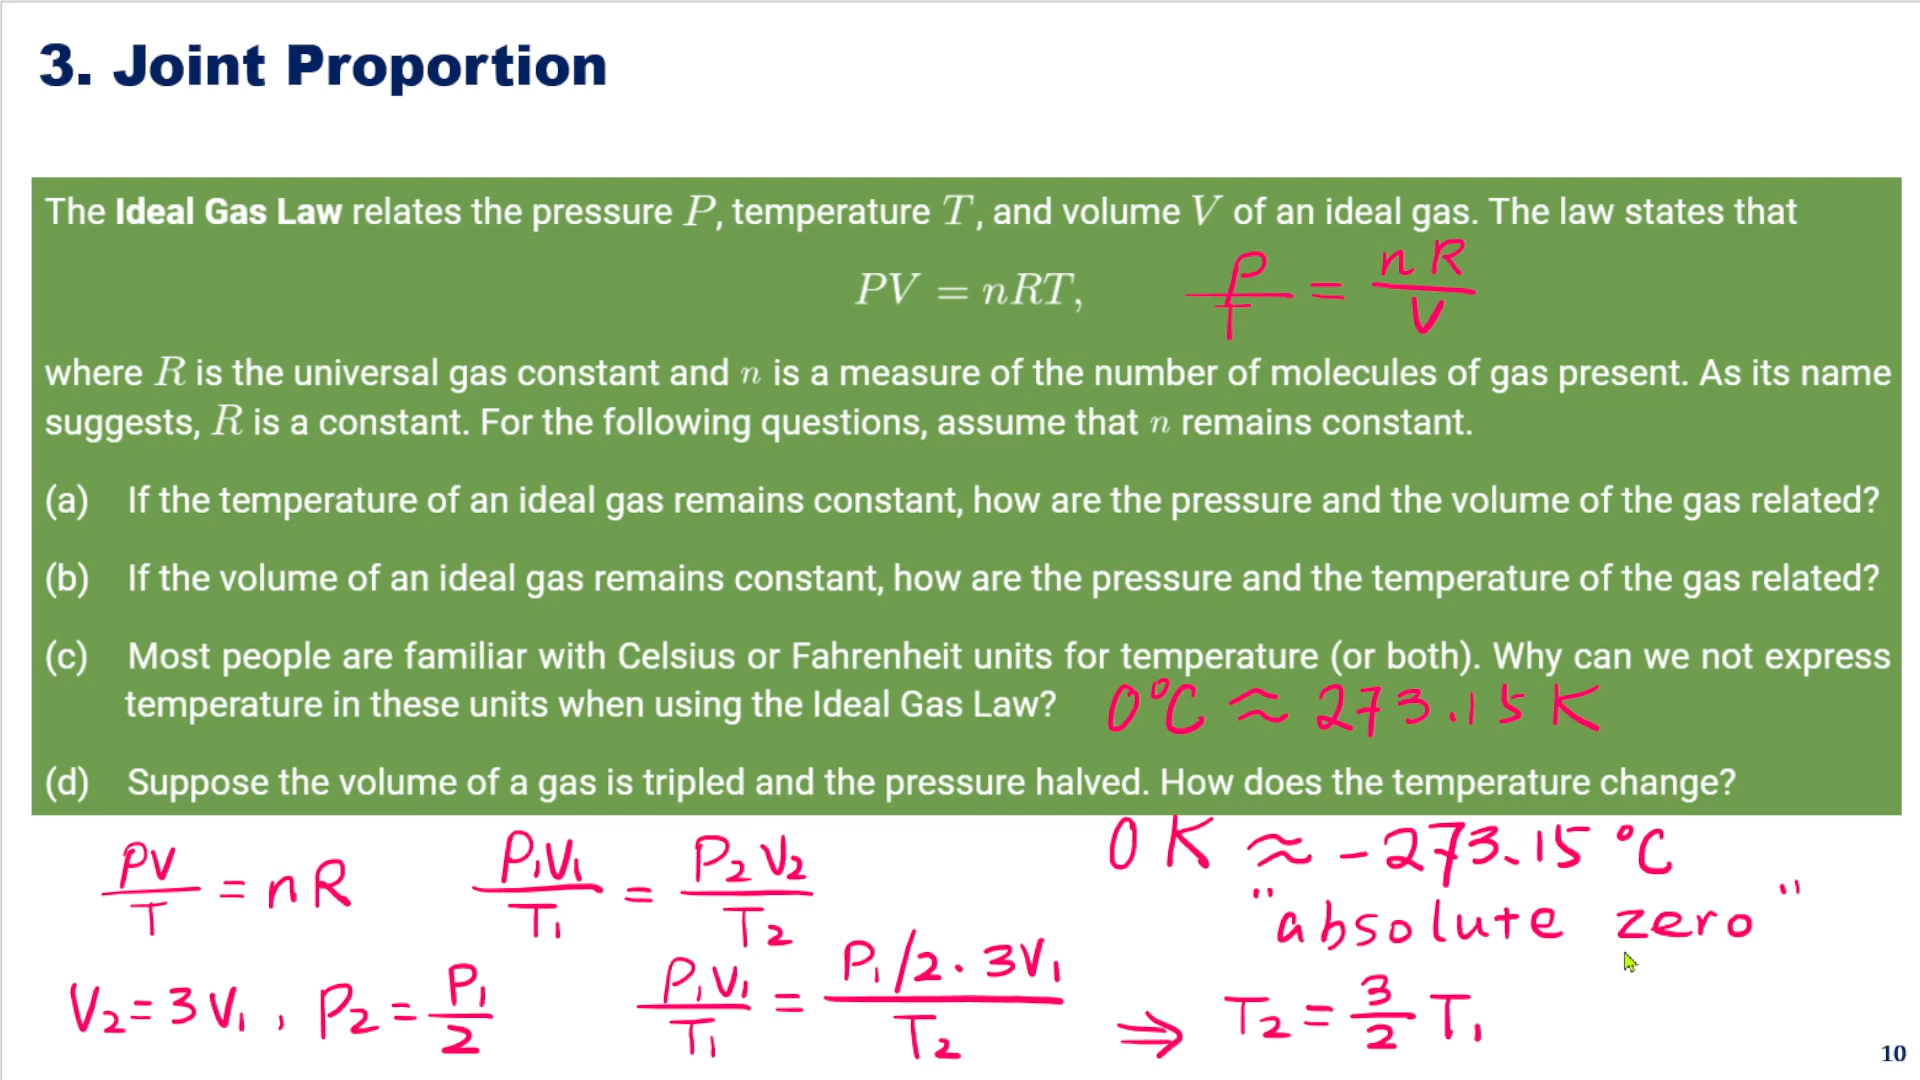 3. Joint Proportion
The Ideal Gas Law relates the pressure P, temperature T, and volume V of an ideal gas. The law states that
PV = nRT,
P/T = nR/V
where R is the universal gas constant and n is a measure of the number of molecules of gas present. As its name
suggests, R is a constant. For the following questions, assume that n remains constant.
(a) If the temperature of an ideal gas remains constant, how are the pressure and the volume of the gas related?
(b) If the volume of an ideal gas remains constant, how are the pressure and the temperature of the gas related?
(c) Most people are familiar with Celsius or Fahrenheit units for temperature (or both). Why can we not express
temperature in these units when using the Ideal Gas Law? 0°C ≈ 273.15 K
(d) Suppose the volume of a gas is tripled and the pressure halved. How does the temperature change?
PV/T = nR
P₁V₁/T₁ = P₂V₂/T₂
0 K ≈ -273.15 °C
"absolute zero"
V₂ = 3V₁, P₂ = P₁/2
P₁V₁/T₁ = P₁/2 · 3V₁/T₂ ⇒ T₂ = 3/2 T₁
10